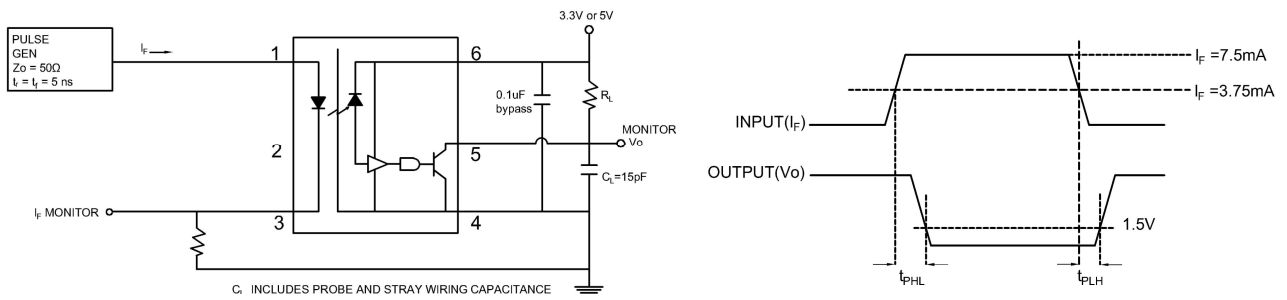 PULSE
GEN
Zo = 50Ω
tr = tf = 5 ns
IF
1
2
3
6
5
4
3.3V or 5V
0.1uF
bypass
RL
MONITOR
Vo
CL=15pF
IF MONITOR
CL INCLUDES PROBE AND STRAY WIRING CAPACITANCE
IF =7.5mA
IF =3.75mA
INPUT(IF)
OUTPUT(Vo)
1.5V
tPHL
tPLH